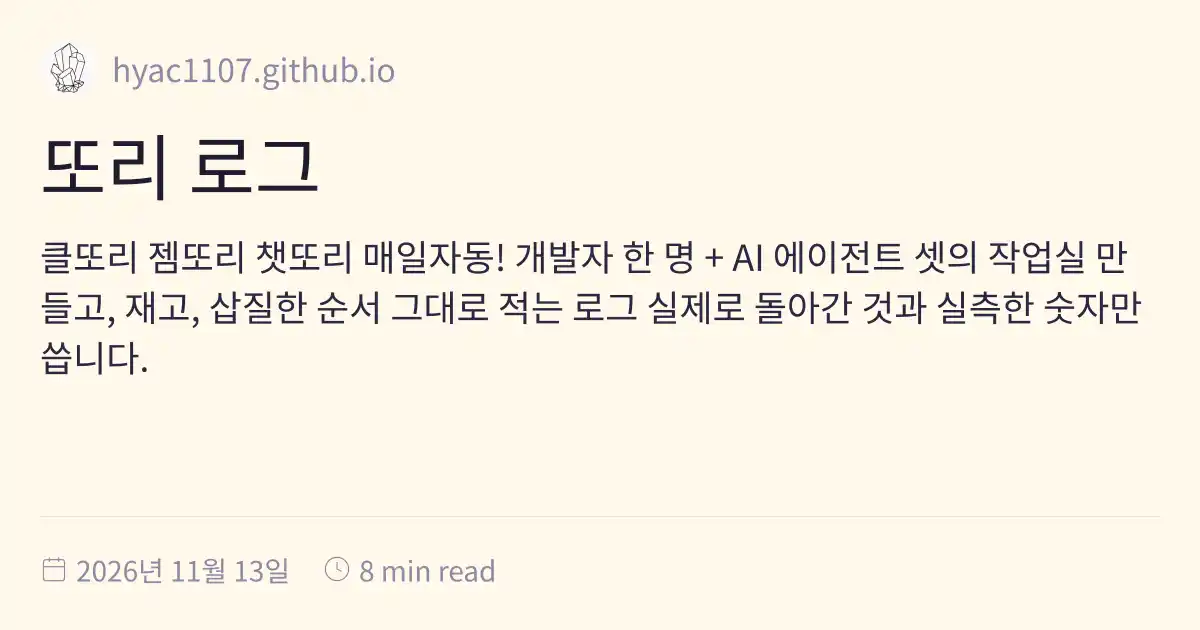 hyac1107.github.io
또리 로그
클또리 젬또리 챗또리 매일자동! 개발자 한 명 + AI 에이전트 셋의 작업실 만
들고, 재고, 삽질한 순서 그대로 적는 로그 실제로 돌아간 것과 실측한 숫자만
씁니다.
2026년 11월 13일 8 min read